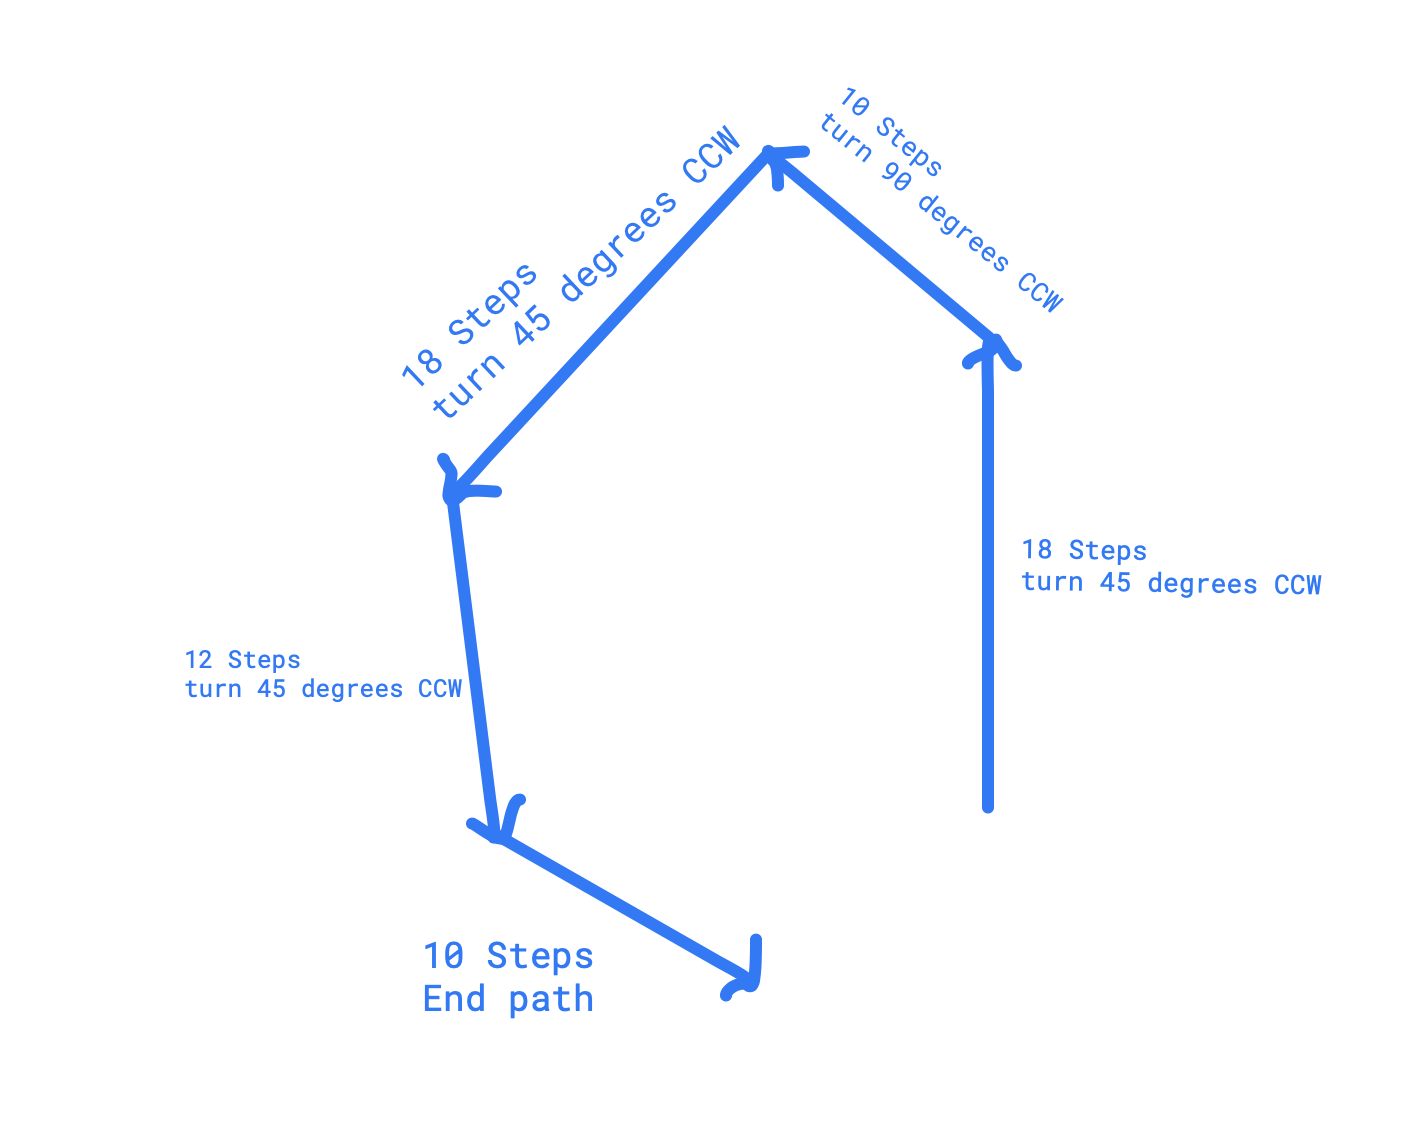 10 Steps
turn 90 degrees CCW
18 Steps
turn 45 degrees CCW
18 Steps
turn 45 degrees CCW
12 Steps
turn 45 degrees CCW
10 Steps
End path